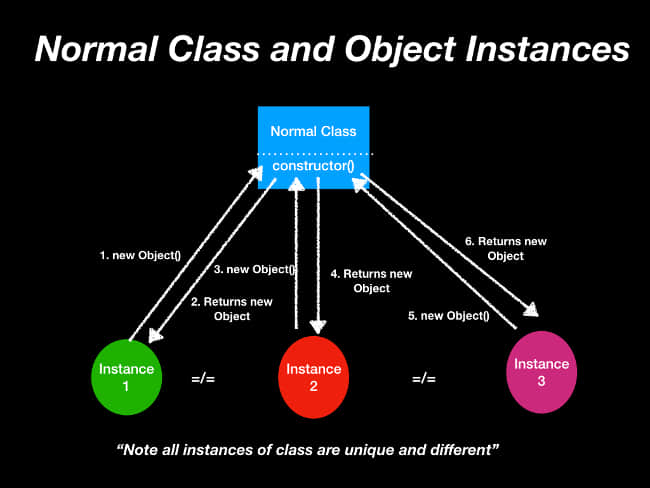 Normal Class and Object Instances
Normal Class
constructor()
1. new Object()
2. Returns new
Object
3. new Object()
4. Returns new
Object
5. new Object()
6. Returns new
Object
Instance
1
=/=
Instance
2
=/=
Instance
3
“Note all instances of class are unique and different”